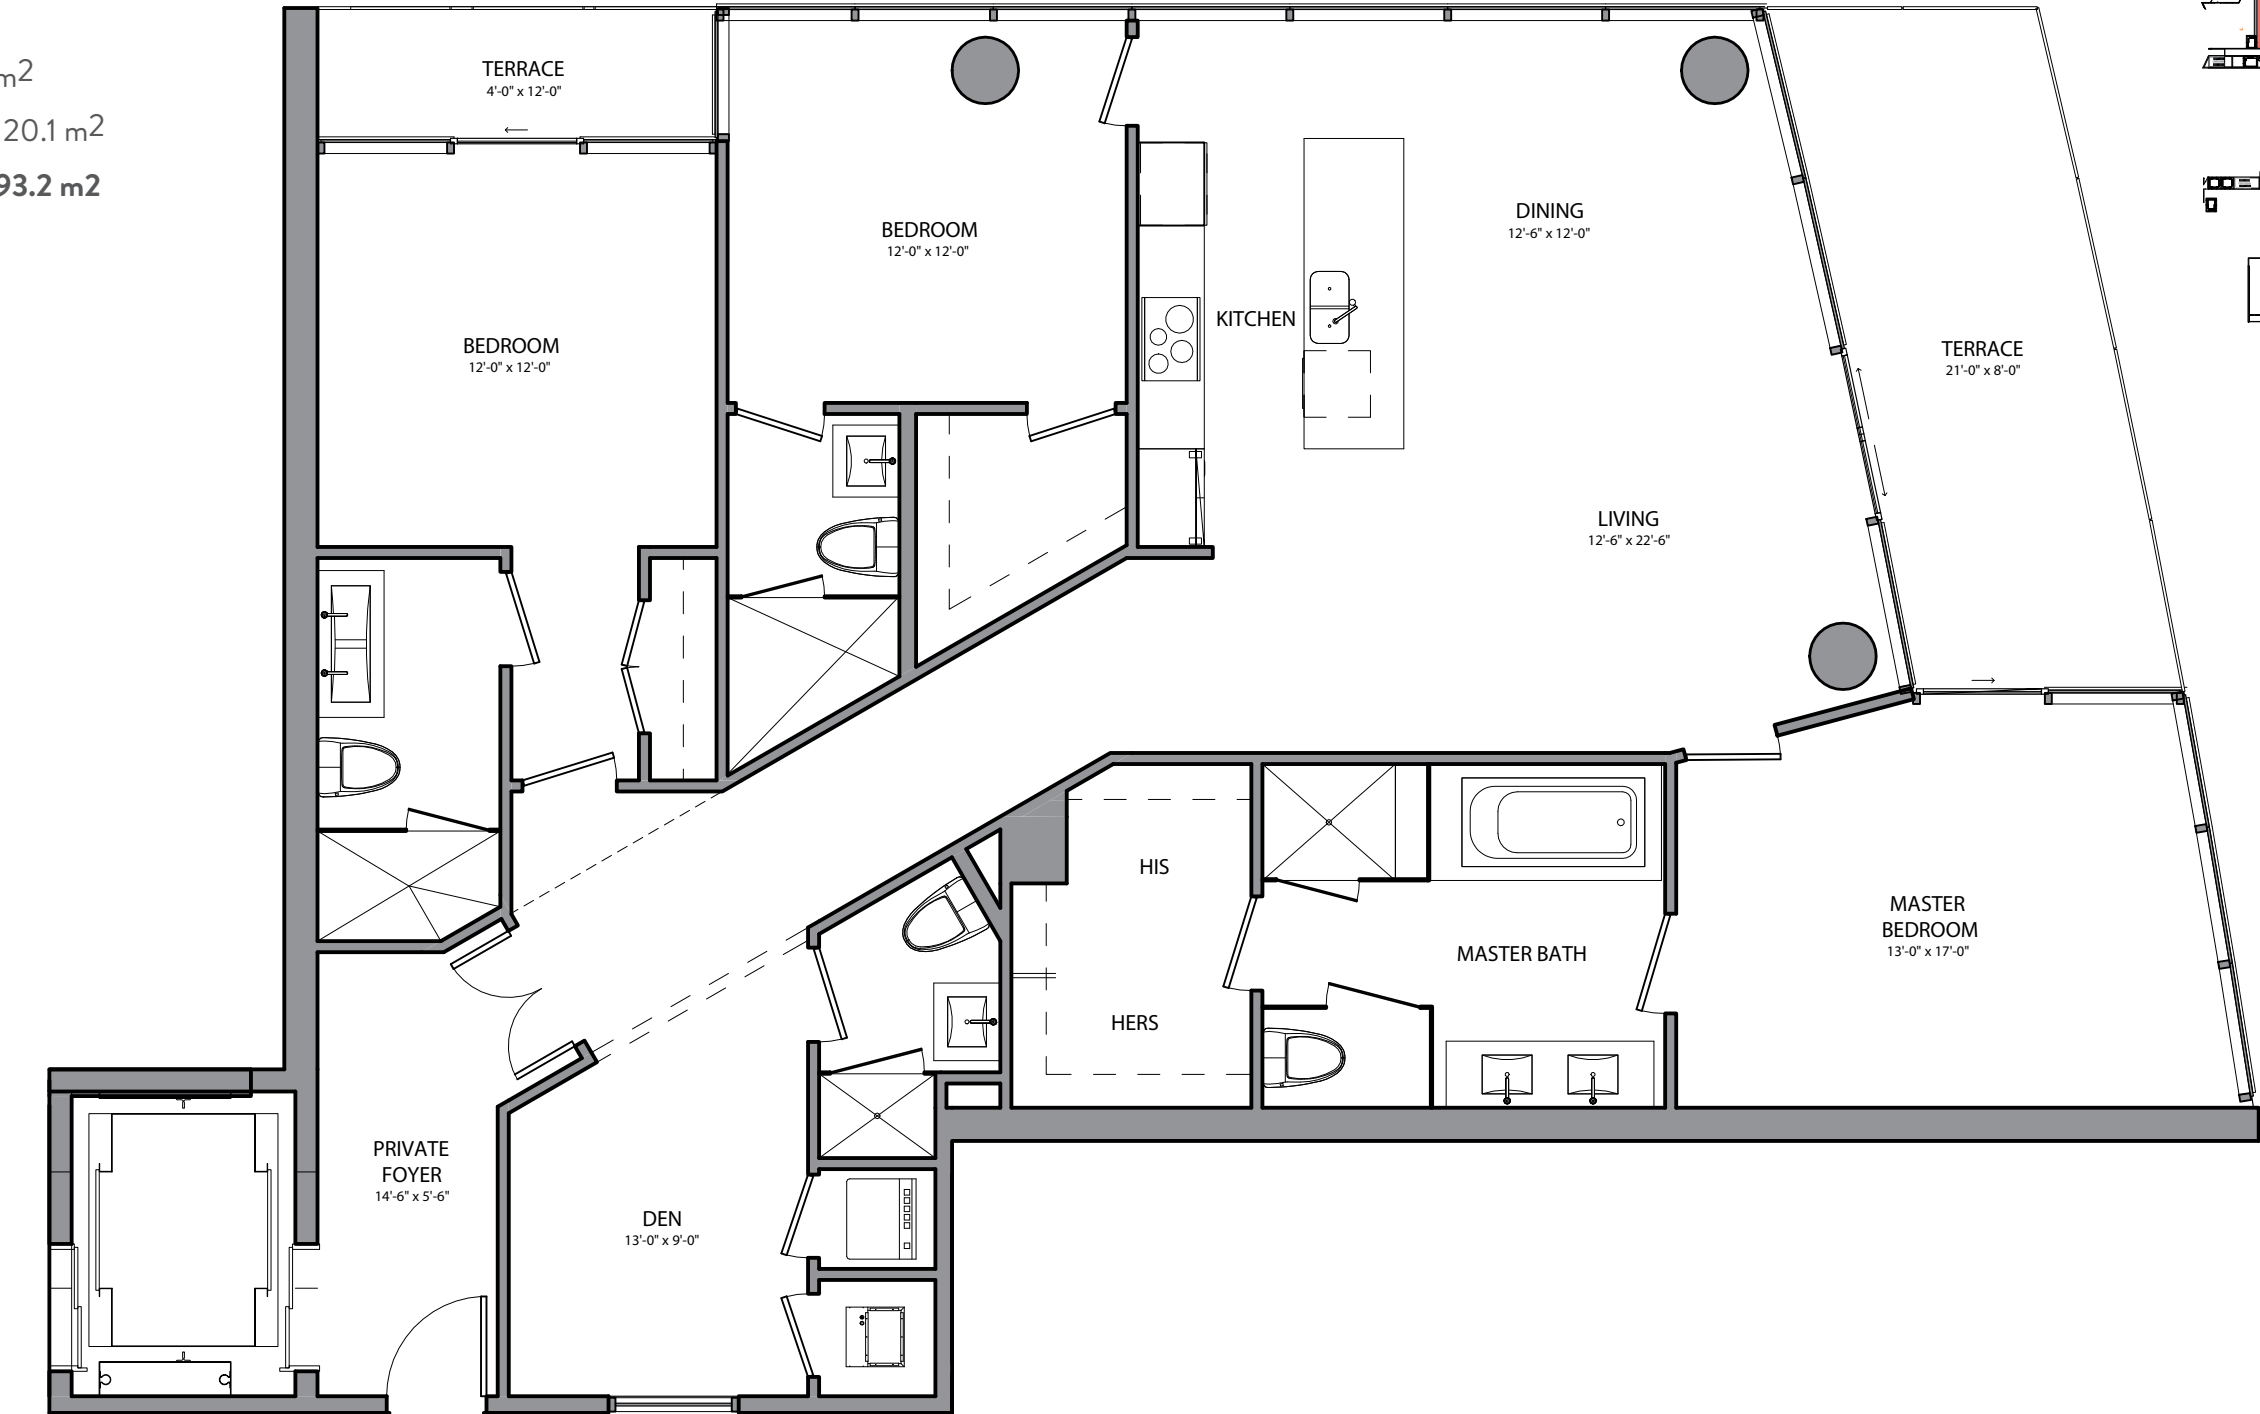 m2
20.1 m2
93.2 m2
TERRACE
4'-0" x 12'-0"
BEDROOM
12'-0" x 12'-0"
BEDROOM
12'-0" x 12'-0"
KITCHEN
DINING
12'-6" x 12'-0"
LIVING
12'-6" x 22'-6"
TERRACE
21'-0" x 8'-0"
HIS
HERS
MASTER BATH
MASTER
BEDROOM
13'-0" x 17'-0"
PRIVATE
FOYER
14'-6" x 5'-6"
DEN
13'-0" x 9'-0"